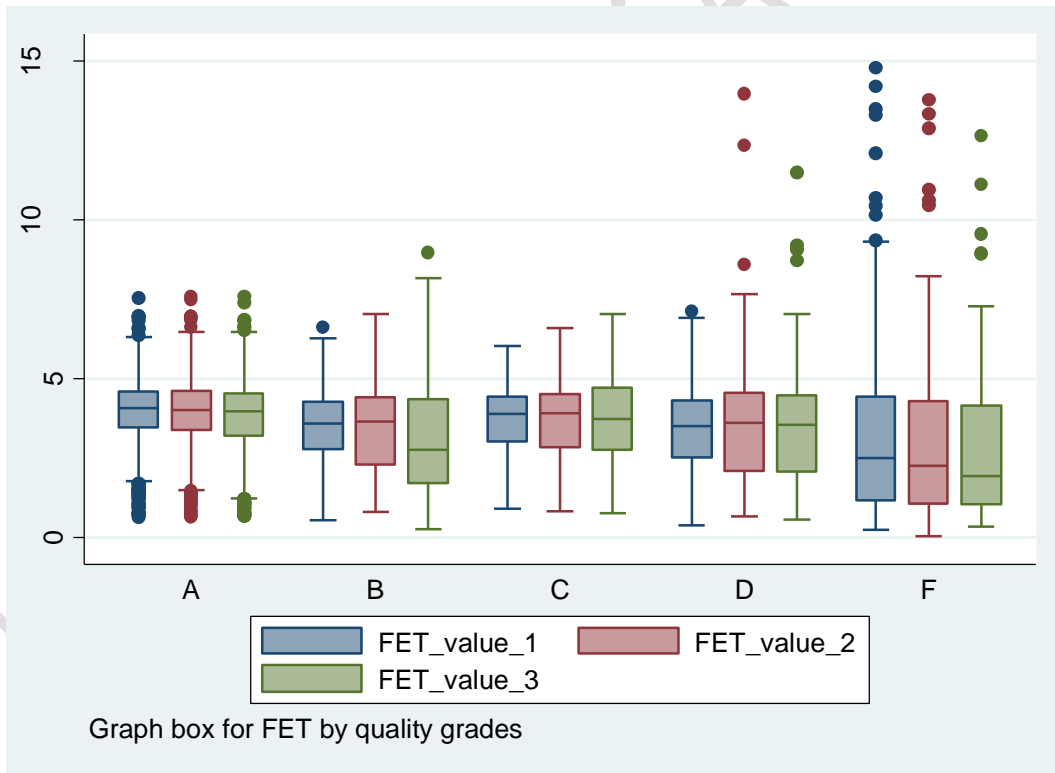 15
10
5
0
A B C D F
FET_value_1 FET_value_2
FET_value_3
Graph box for FET by quality grades